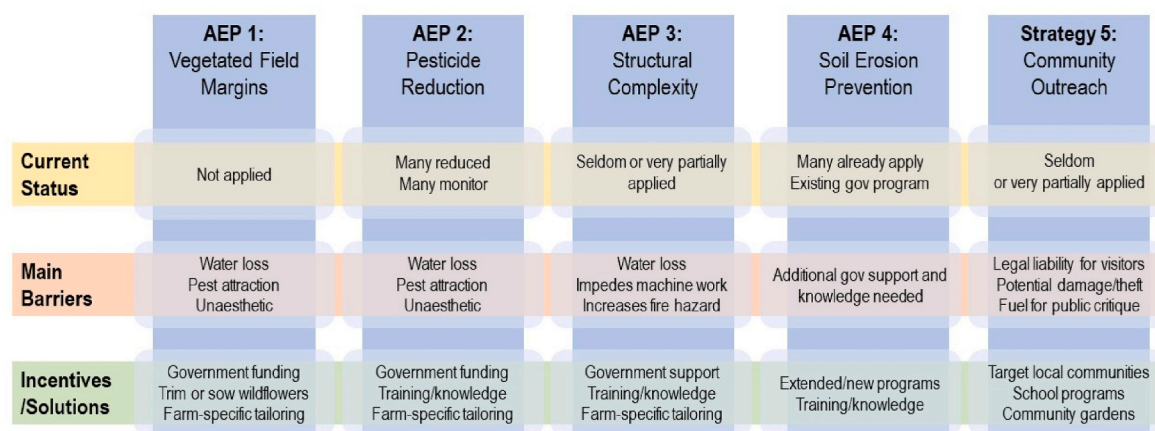 AEP 1:
Vegetated Field
Margins
AEP 2:
Pesticide
Reduction
AEP 3:
Structural
Complexity
AEP 4:
Soil Erosion
Prevention
Strategy 5:
Community
Outreach
Current
Status
Not applied
Many reduced
Many monitor
Seldom or very partially
applied
Many already apply
Existing gov program
Seldom
or very partially applied
Main
Barriers
Water loss
Pest attraction
Unaesthetic
Water loss
Pest attraction
Unaesthetic
Water loss
Impedes machine work
Increases fire hazard
Additional gov support and
knowledge needed
Legal liability for visitors
Potential damage/theft
Fuel for public critique
Incentives
/Solutions
Government funding
Trim or sow wildflowers
Farm-specific tailoring
Government funding
Training/knowledge
Farm-specific tailoring
Government support
Training/knowledge
Farm-specific tailoring
Extended/new programs
Training/knowledge
Target local communities
School programs
Community gardens